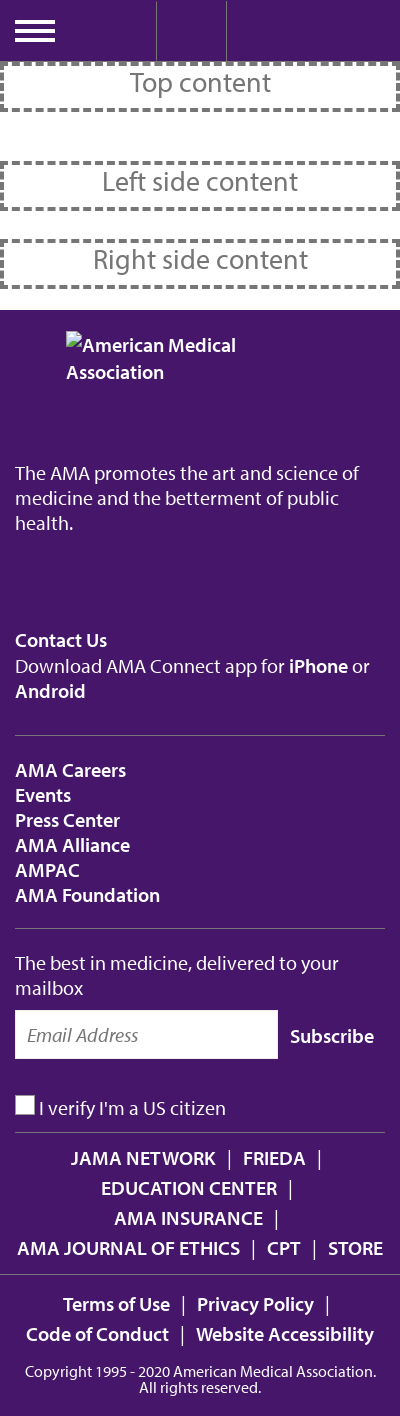 Top content
Left side content
Right side content
American Medical
Association
The AMA promotes the art and science of
medicine and the betterment of public
health.
Contact Us
Download AMA Connect app for iPhone or
Android
AMA Careers
Events
Press Center
AMA Alliance
AMPAC
AMA Foundation
The best in medicine, delivered to your
mailbox
Email Address Subscribe
I verify I'm a US citizen
JAMA NETWORK | FRIEDA |
EDUCATION CENTER |
AMA INSURANCE |
AMA JOURNAL OF ETHICS | CPT | STORE
Terms of Use | Privacy Policy |
Code of Conduct | Website Accessibility
Copyright 1995 - 2020 American Medical Association.
All rights reserved.